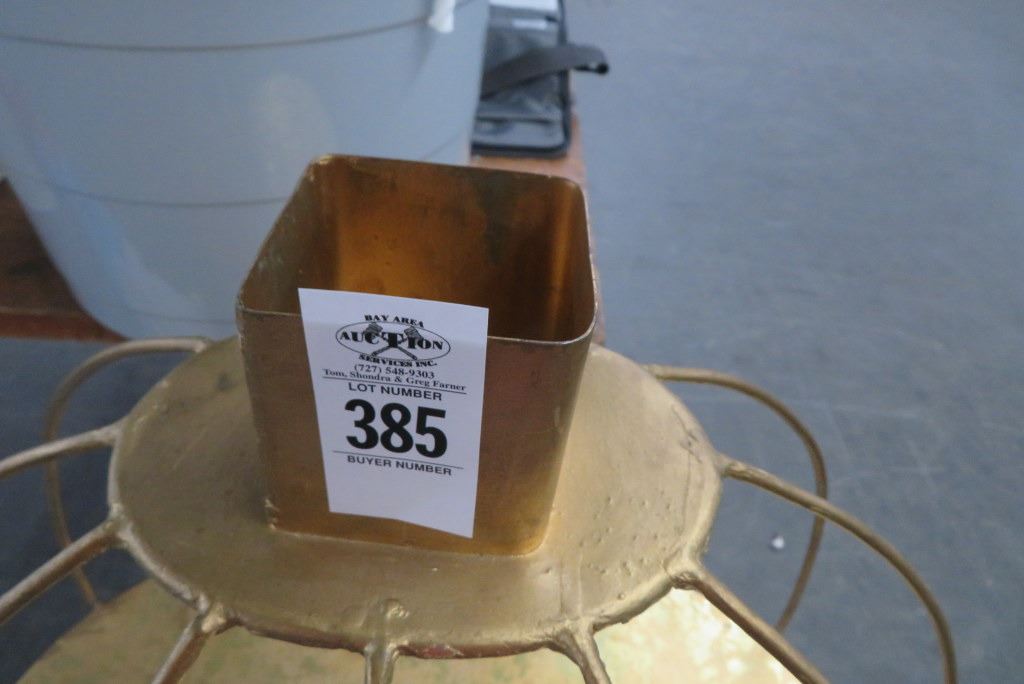 BAY AREA
AUCTION
SERVICES INC.
(727) 548-9303
Tom, Shondra & Greg Farner
LOT NUMBER
385
BUYER NUMBER